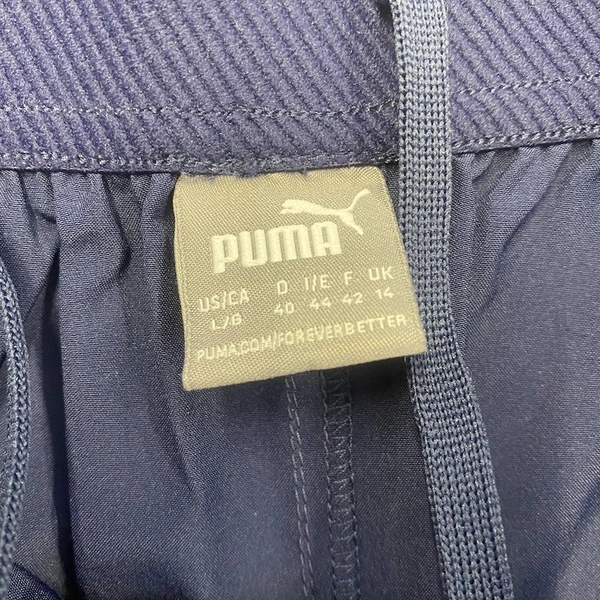 PUMA
US/CA D I/E F UK
L/G 40 44 42 14
PUMA.COM/FOREVERBETTER